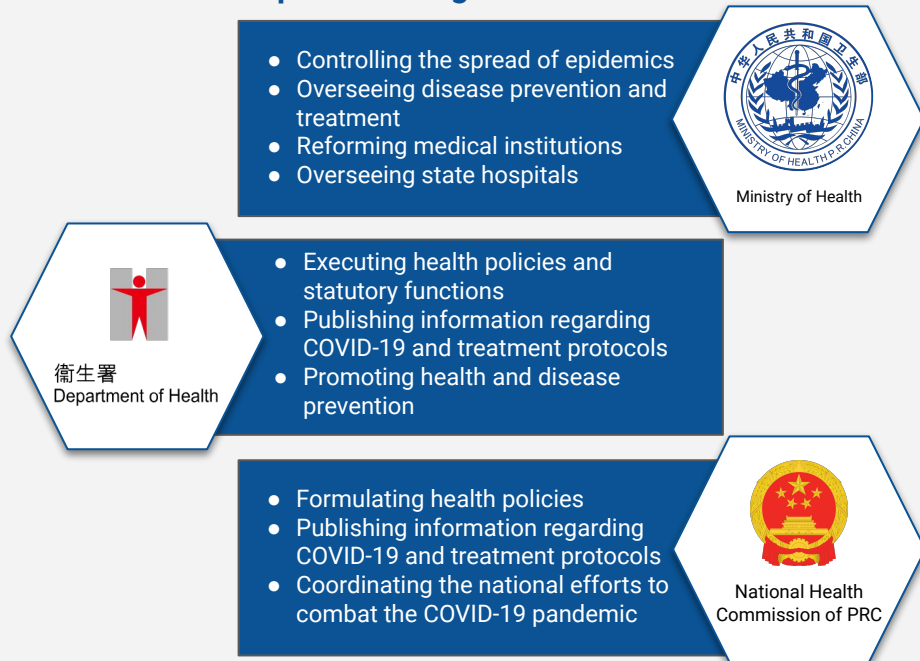 ● Controlling the spread of epidemics
● Overseeing disease prevention and
treatment
● Reforming medical institutions
● Overseeing state hospitals
中华人民共和国卫生部
MINISTRY OF HEALTH P.R.CHINA
Ministry of Health
衞生署
Department of Health
● Executing health policies and
statutory functions
● Publishing information regarding
COVID-19 and treatment protocols
● Promoting health and disease
prevention
● Formulating health policies
● Publishing information regarding
COVID-19 and treatment protocols
● Coordinating the national efforts to
combat the COVID-19 pandemic
National Health
Commission of PRC